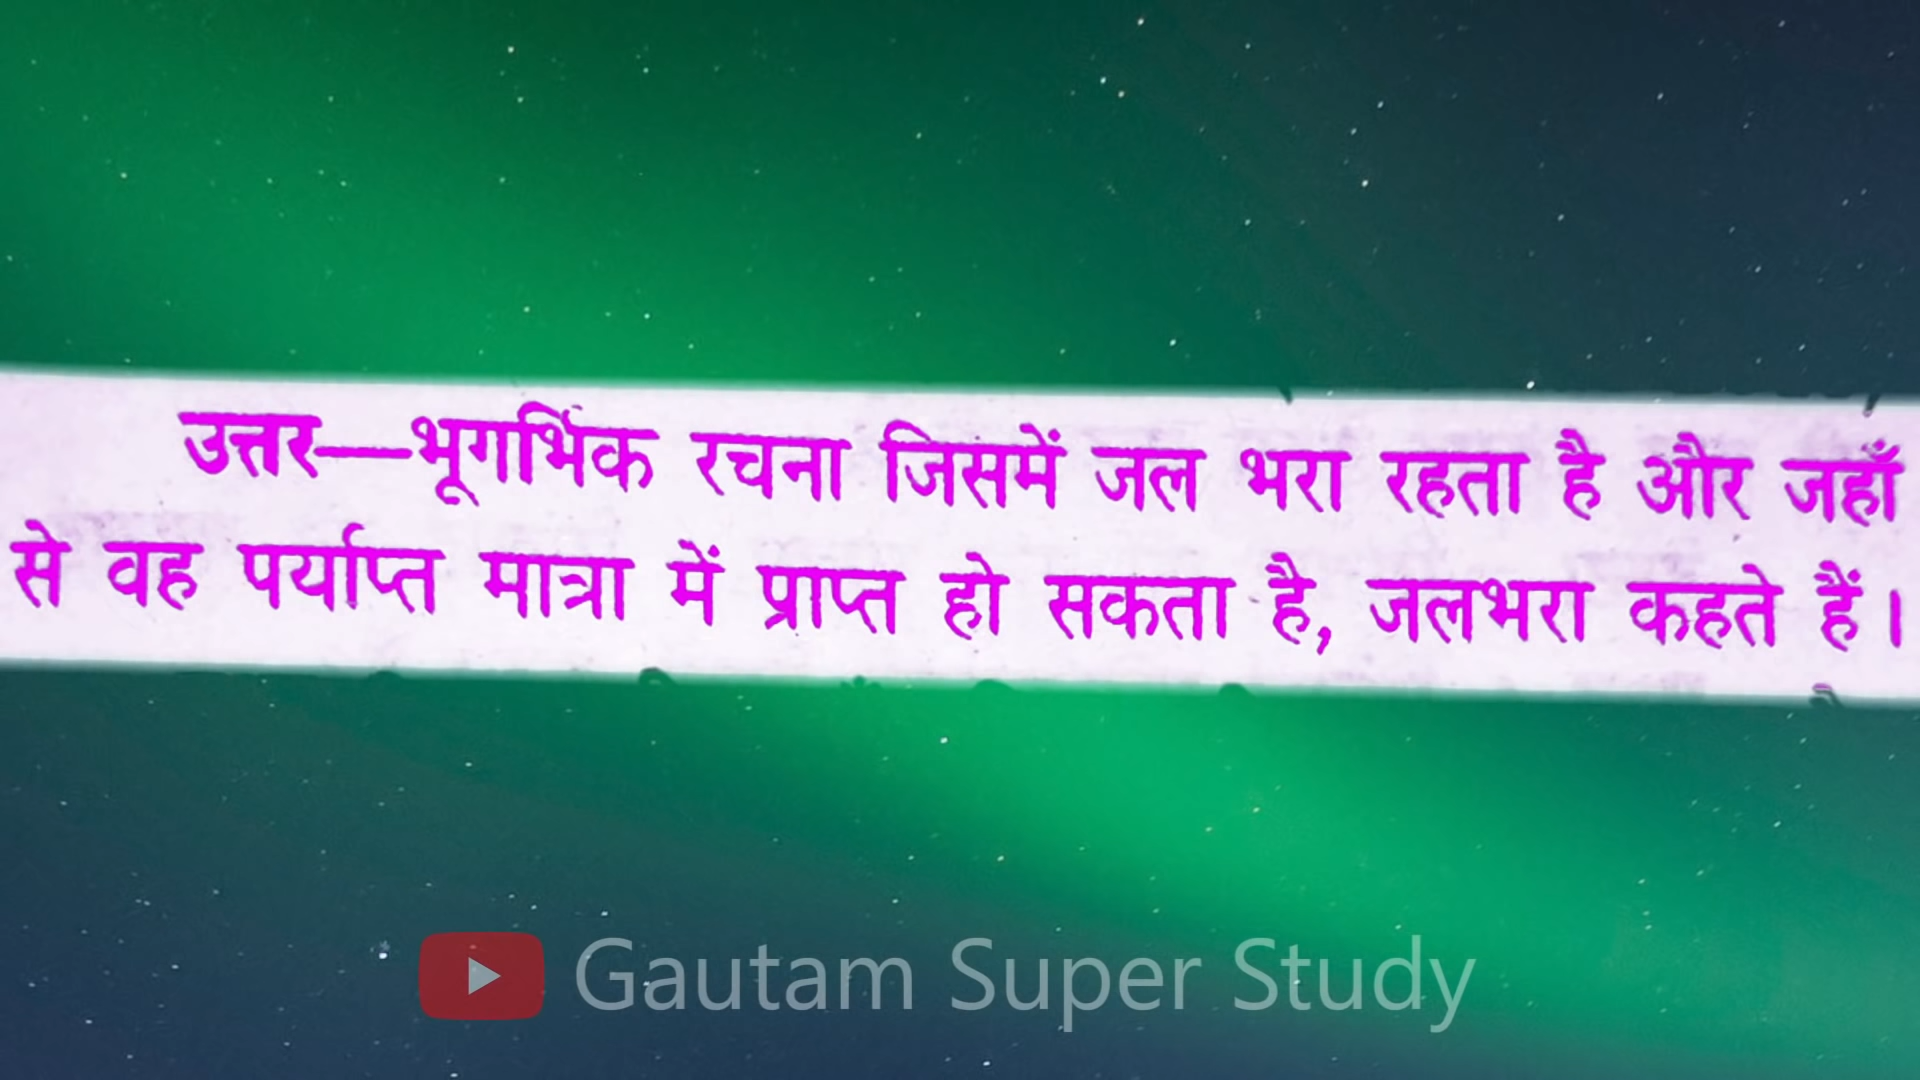 उत्तर—भूगर्भिक रचना जिसमें जल भरा रहता है और जहाँ
से वह पर्याप्त मात्रा में प्राप्त हो सकता है, जलभरा कहते हैं।
Gautam Super Study